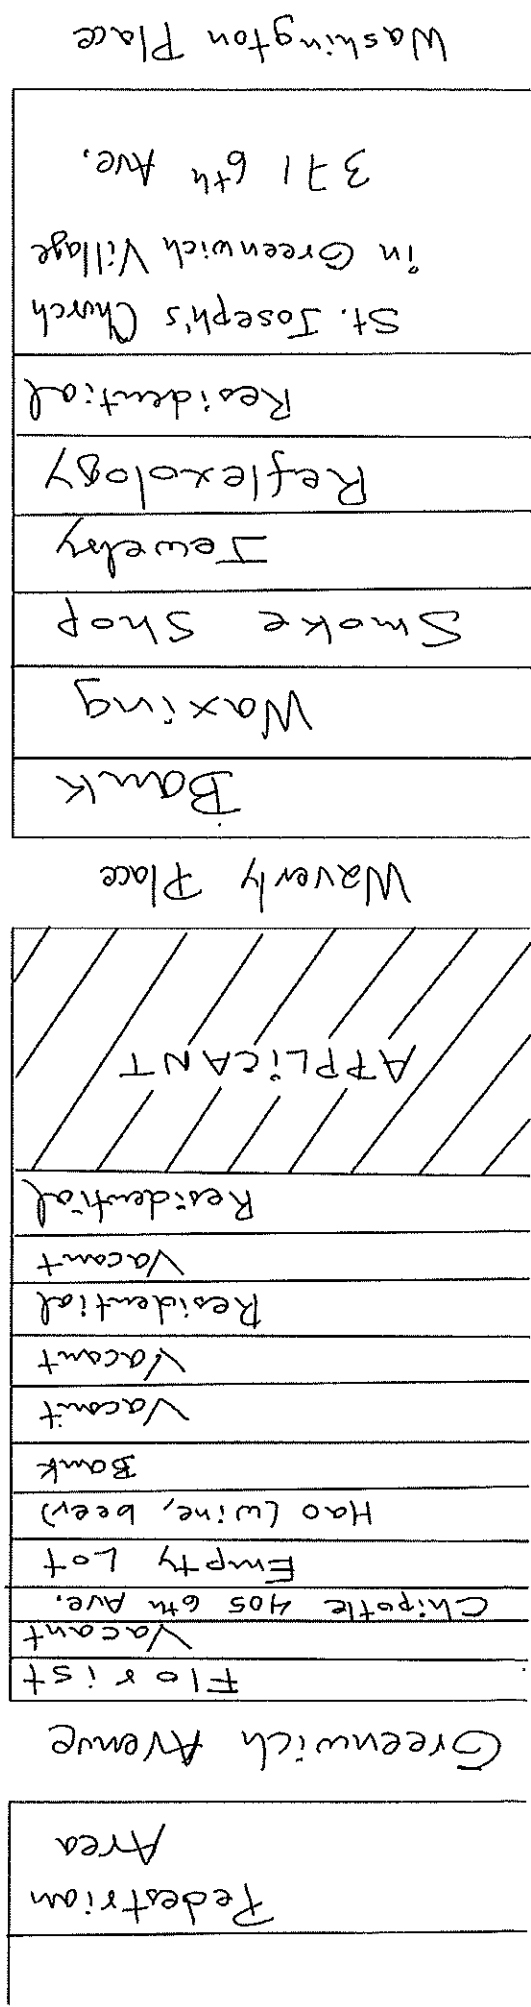 Pedestrian
Area
Greenwich Avenue
Florist
Vacant
Chipotle 405 6th Ave.
Empty Lot
Hao (wine, beer)
Bank
Vacant
Vacant
Residential
Vacant
Residential
APPLICANT
Waverly Place
Bank
Waxing
Smoke Shop
Jewelry
Reflexology
Residential
St. Joseph's Church
in Greenwich Village
371 6th Ave.
Washington Place